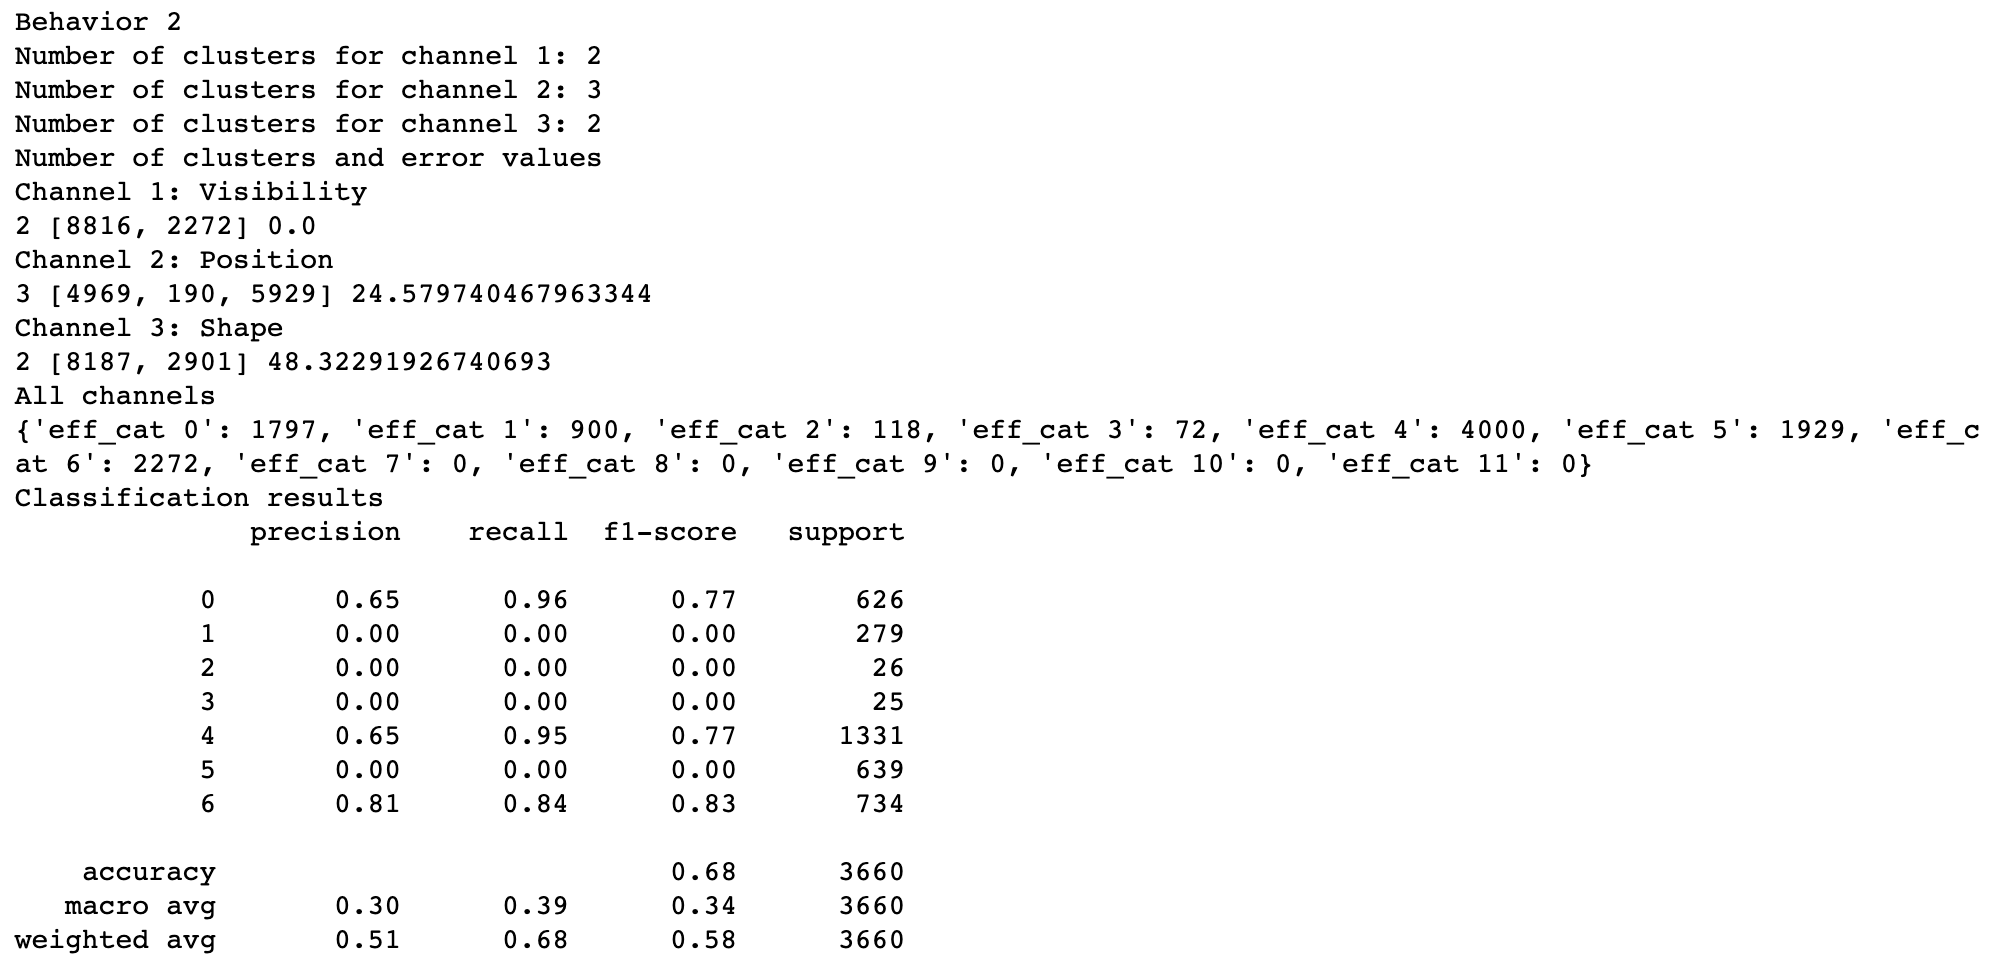 Behavior 2
Number of clusters for channel 1: 2
Number of clusters for channel 2: 3
Number of clusters for channel 3: 2
Number of clusters and error values
Channel 1: Visibility
2 [8816, 2272] 0.0
Channel 2: Position
3 [4969, 190, 5929] 24.579740467963344
Channel 3: Shape
2 [8187, 2901] 48.32291926740693
All channels
{'eff_cat 0': 1797, 'eff_cat 1': 900, 'eff_cat 2': 118, 'eff_cat 3': 72, 'eff_cat 4': 4000, 'eff_cat 5': 1929, 'eff_c
at 6': 2272, 'eff_cat 7': 0, 'eff_cat 8': 0, 'eff_cat 9': 0, 'eff_cat 10': 0, 'eff_cat 11': 0}
Classification results
precision recall f1-score support
0 0.65 0.96 0.77 626
1 0.00 0.00 0.00 279
2 0.00 0.00 0.00 26
3 0.00 0.00 0.00 25
4 0.65 0.95 0.77 1331
5 0.00 0.00 0.00 639
6 0.81 0.84 0.83 734
accuracy 0.68 3660
macro avg 0.30 0.39 0.34 3660
weighted avg 0.51 0.68 0.58 3660